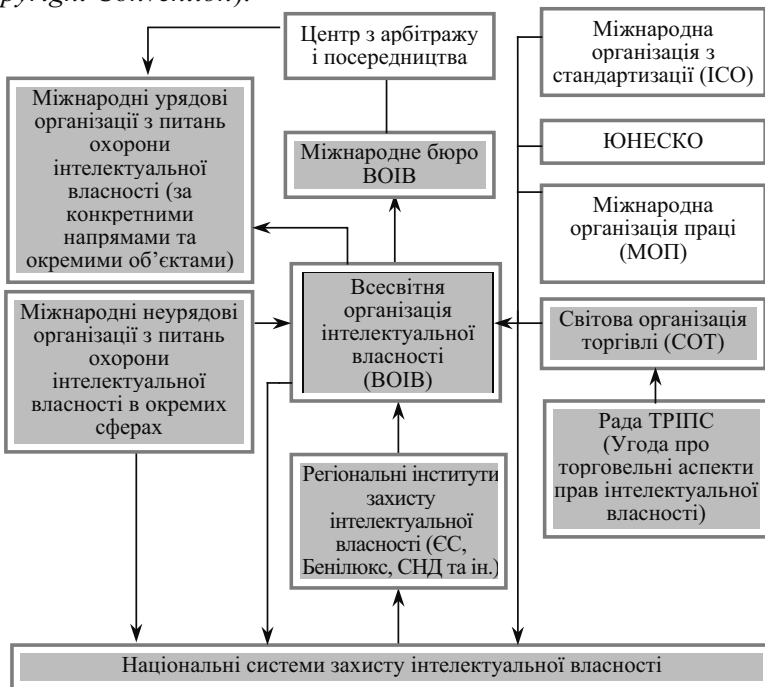 pyright Convention).
Центр з арбітражу
і посередництва
Міжнародна
організація з
стандартизації (ІСО)
Міжнародні урядові
організації з питань
охорони
інтелектуальної
власності (за
конкретними
напрямами та
окремими об’єктами)
Міжнародне бюро
ВОІВ
ЮНЕСКО
Міжнародна
організація праці
(МОП)
Міжнародні неурядові
організації з питань
охорони
інтелектуальної
власності в окремих
сферах
Всесвітня
організація
інтелектуальної
власності
(ВОІВ)
Світова організація
торгівлі (СОТ)
Рада ТРІПС
(Угода про
торговельні аспекти
прав інтелектуальної
власності)
Регіональні інститути
захисту
інтелектуальної
власності (ЄС,
Бенілюкс, СНД та ін.)
Національні системи захисту інтелектуальної власності